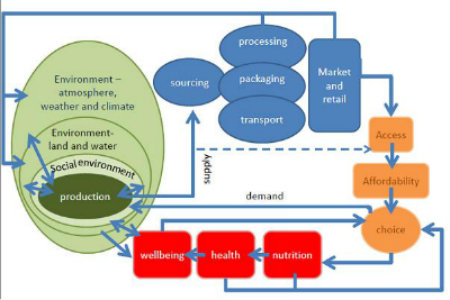 processing
Environment –
atmosphere,
weather and climate
sourcing
packaging
Market
and
retail
transport
Environment-
land and water
Access
Social environment
supply
Affordability
production
demand
choice
wellbeing
health
nutrition